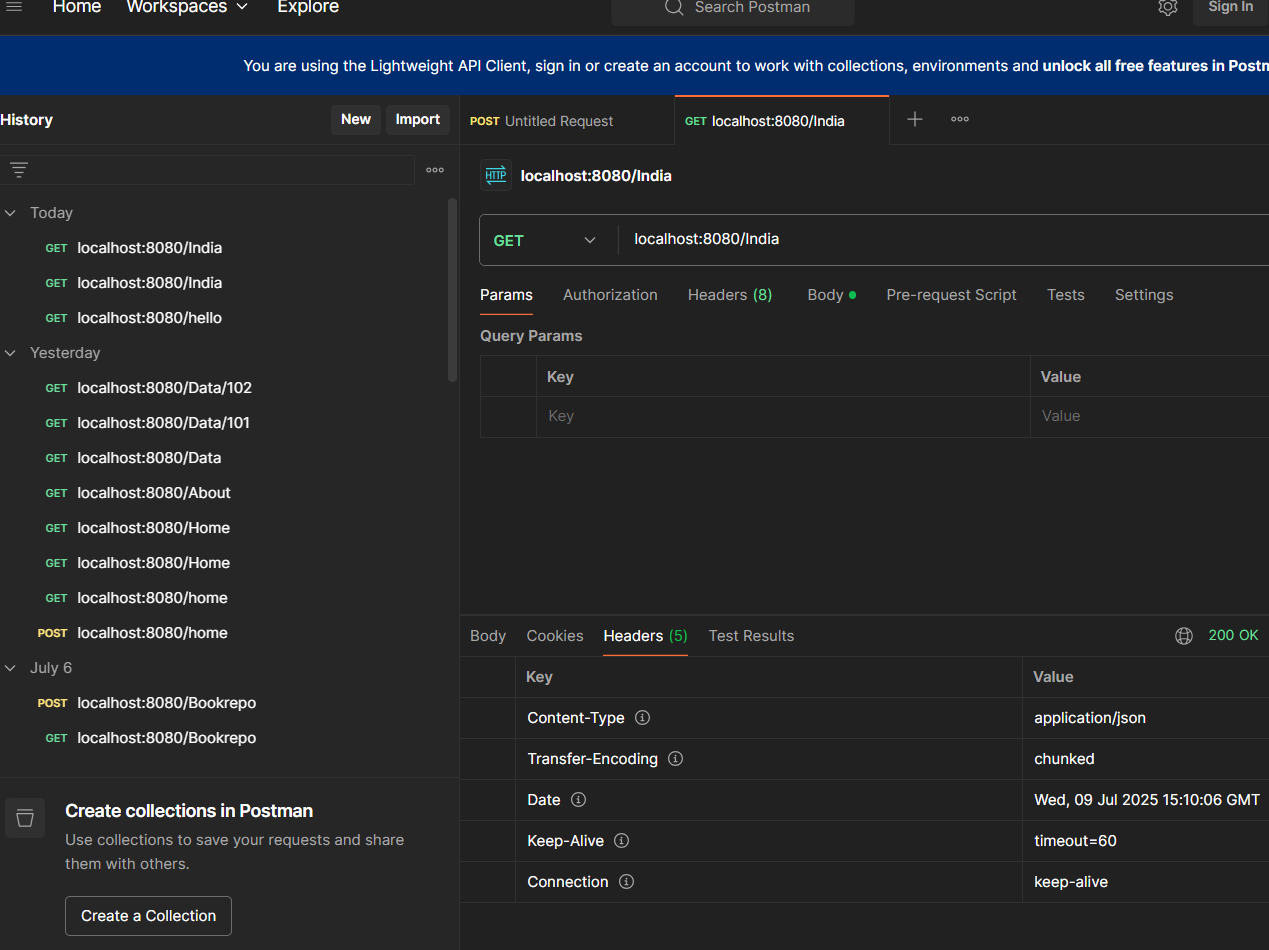 Home Workspaces Explore Search Postman Sign In
You are using the Lightweight API Client, sign in or create an account to work with collections, environments and unlock all free features in Postm
History New Import
POST Untitled Request GET localhost:8080/India
HTTP localhost:8080/India
Today
GET localhost:8080/India
GET localhost:8080/India
GET localhost:8080/hello
Yesterday
GET localhost:8080/Data/102
GET localhost:8080/Data/101
GET localhost:8080/Data
GET localhost:8080/About
GET localhost:8080/Home
GET localhost:8080/Home
GET localhost:8080/home
POST localhost:8080/home
July 6
POST localhost:8080/Bookrepo
GET localhost:8080/Bookrepo
Create collections in Postman
Use collections to save your requests and share
them with others.
Create a Collection
GET localhost:8080/India
Params Authorization Headers (8) Body Pre-request Script Tests Settings
Query Params
Key Value
Key Value
Body Cookies Headers (5) Test Results 200 OK
Key Value
Content-Type application/json
Transfer-Encoding chunked
Date Wed, 09 Jul 2025 15:10:06 GMT
Keep-Alive timeout=60
Connection keep-alive